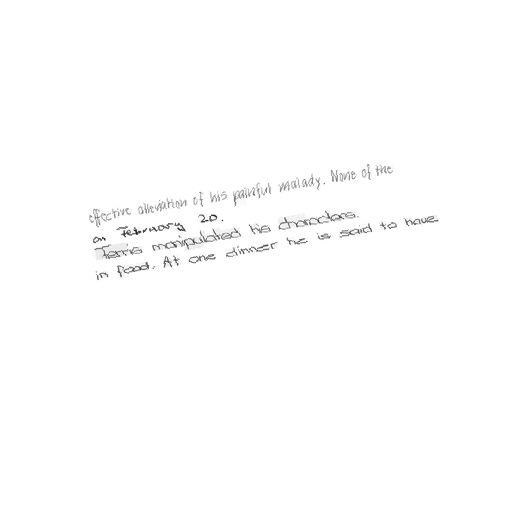 effective alleviation of his painful malady. None of the
on February 20.
Terris manipulated his characters.
in food. At one dinner he is said to have